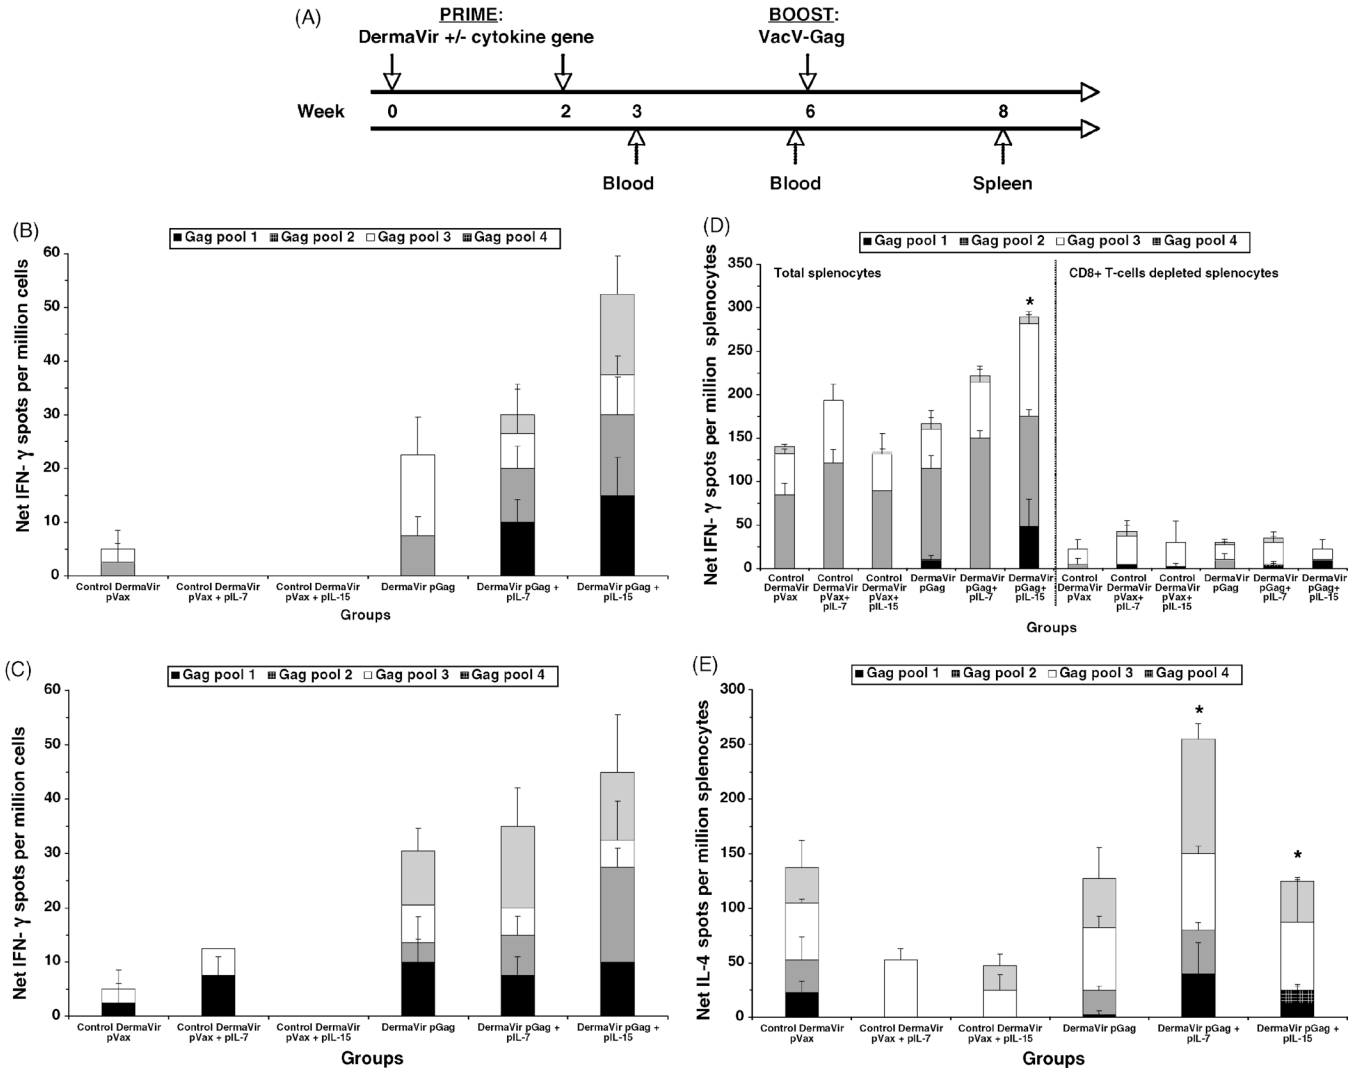 (A)
PRIME:
DermaVir +/- cytokine gene
BOOST:
VacV-Gag
Week 0 2 3 6 8
Blood Blood Spleen
(B)
Gag pool 1 Gag pool 2 Gag pool 3 Gag pool 4
Net IFN- γ spots per million cells
60
50
40
30
20
10
0
Control DermaVir pVax
Control DermaVir pVax + pIL-7
Control DermaVir pVax + pIL-15
DermaVir pGag
DermaVir pGag + pIL-7
DermaVir pGag + pIL-15
Groups
(C)
Gag pool 1 Gag pool 2 Gag pool 3 Gag pool 4
Net IFN- γ spots per million cells
60
50
40
30
20
10
0
Control DermaVir pVax
Control DermaVir pVax + pIL-7
Control DermaVir pVax + pIL-15
DermaVir pGag
DermaVir pGag + pIL-7
DermaVir pGag + pIL-15
Groups
(D)
Gag pool 1 Gag pool 2 Gag pool 3 Gag pool 4
Net IFN- γ spots per million splenocytes
350
300
250
200
150
100
50
0
Total splenocytes
CD8+ T-cells depleted splenocytes
*
Control DermaVir pVax
Control DermaVir pVax+ pIL-7
Control DermaVir pVax+ pIL-15
DermaVir pGag
DermaVir pGag+ pIL-7
DermaVir pGag+ pIL-15
Control DermaVir pVax
Control DermaVir pVax+ pIL-7
Control DermaVir pVax+ pIL-15
DermaVir pGag
DermaVir pGag+ pIL-7
DermaVir pGag+ pIL-15
Groups
(E)
Gag pool 1 Gag pool 2 Gag pool 3 Gag pool 4
Net IL-4 spots per million splenocytes
300
250
200
150
100
50
0
*
*
Control DermaVir pVax
Control DermaVir pVax + pIL-7
Control DermaVir pVax + pIL-15
DermaVir pGag
DermaVir pGag + pIL-7
DermaVir pGag + pIL-15
Groups